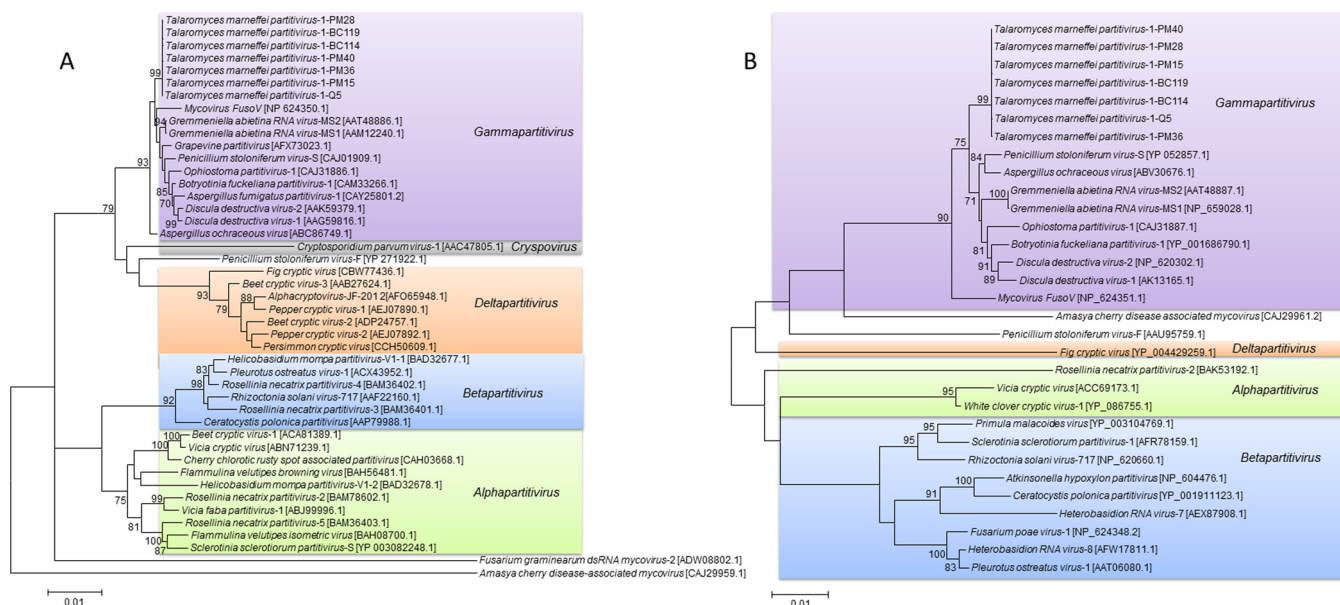 A
Talaromyces marneffei partitivirus-1-PM28
Talaromyces marneffei partitivirus-1-BC119
Talaromyces marneffei partitivirus-1-BC114
Talaromyces marneffei partitivirus-1-PM40
Talaromyces marneffei partitivirus-1-PM36
Talaromyces marneffei partitivirus-1-PM15
Talaromyces marneffei partitivirus-1-Q5
Mycovirus FusoV [NP 624350.1]
Gremmeniella abietina RNA virus-MS2 [AAT48886.1]
Gremmeniella abietina RNA virus-MS1 [AAM12240.1]
Grapevine partitivirus [AFX73023.1]
Penicillium stoloniferum virus-S [CAJ01909.1]
Ophiostoma partitivirus-1 [CAJ31886.1]
Botryotinia fuckeliana partitivirus-1 [CAM33266.1]
Aspergillus fumigatus partitivirus-1 [CAY25801.2]
Discula destructiva virus-2 [AAK59379.1]
Discula destructiva virus-1 [AAG59816.1]
Aspergillus ochraceous virus [ABC86749.1]
Gammapartitivirus
Cryptosporidium parvum virus-1 [AAC47805.1]
Cryspovirus
Penicillium stoloniferum virus-F [YP 271922.1]
Fig cryptic virus [CBW77436.1]
Beet cryptic virus-3 [AAB27624.1]
Alphacryptovirus-JF-2012[AFO65948.1]
Pepper cryptic virus-1 [AEJ07890.1]
Beet cryptic virus-2 [ADP24757.1]
Pepper cryptic virus-2 [AEJ07892.1]
Persimmon cryptic virus [CCH50609.1]
Deltapartitivirus
Helicobasidium mompa partitivirus-V1-1 [BAD32677.1]
Pleurotus ostreatus virus-1 [ACX43952.1]
Rosellinia necatrix partitivirus-4 [BAM36402.1]
Rhizoctonia solani virus-717 [AAF22160.1]
Rosellinia necatrix partitivirus-3 [BAM36401.1]
Ceratocystis polonica partitivirus [AAP79988.1]
Betapartitivirus
Beet cryptic virus-1 [ACA81389.1]
Vicia cryptic virus [ABN71239.1]
Cherry chlorotic rusty spot associated partitivirus [CAH03668.1]
Flammulina velutipes browning virus [BAH56481.1]
Helicobasidium mompa partitivirus-V1-2 [BAD32678.1]
Rosellinia necatrix partitivirus-2 [BAM78602.1]
Vicia faba partitivirus-1 [ABJ99996.1]
Rosellinia necatrix partitivirus-5 [BAM36403.1]
Flammulina velutipes isometric virus [BAH08700.1]
Sclerotinia sclerotiorum partitivirus-S [YP 003082248.1]
Alphapartitivirus
Fusarium graminearum dsRNA mycovirus-2 [ADW08802.1]
Amasya cherry disease-associated mycovirus [CAJ29959.1]
99
94
93
85
70
99
79
93
88
79
83
98
92
100
100
75
99
81
100
87
0.01
B
Talaromyces marneffei partitivirus-1-PM40
Talaromyces marneffei partitivirus-1-PM28
Talaromyces marneffei partitivirus-1-PM15
Talaromyces marneffei partitivirus-1-BC119
Talaromyces marneffei partitivirus-1-BC114
Talaromyces marneffei partitivirus-1-Q5
Talaromyces marneffei partitivirus-1-PM36
Penicillium stoloniferum virus-S [YP 052857.1]
Aspergillus ochraceous virus [ABV30676.1]
Gremmeniella abietina RNA virus-MS2 [AAT48887.1]
Gremmeniella abietina RNA virus-MS1 [NP_659028.1]
Ophiostoma partitivirus-1 [CAJ31887.1]
Botryotinia fuckeliana partitivirus-1 [YP_001686790.1]
Discula destructiva virus-2 [NP_620302.1]
Discula destructiva virus-1 [AK13165.1]
Mycovirus FusoV [NP_624351.1]
Gammapartitivirus
Amasya cherry disease associated mycovirus [CAJ29961.2]
Penicillium stoloniferum virus-F [AAU95759.1]
Fig cryptic virus [YP_004429259.1]
Deltapartitivirus
Rosellinia necatrix partitivirus-2 [BAK53192.1]
Vicia cryptic virus [ACC69173.1]
White clover cryptic virus-1 [YP_086755.1]
Alphapartitivirus
Primula malacoides virus [YP_003104769.1]
Sclerotinia sclerotiorum partitivirus-1 [AFR78159.1]
Rhizoctonia solani virus-717 [NP_620660.1]
Atkinsonella hypoxylon partitivirus [NP_604476.1]
Ceratocystis polonica partitivirus [YP_001911123.1]
Heterobasidion RNA virus-7 [AEX87908.1]
Fusarium poae virus-1 [NP_624348.2]
Heterobasidion RNA virus-8 [AFW17811.1]
Pleurotus ostreatus virus-1 [AAT06080.1]
Betapartitivirus
99
75
84
100
71
90
81
91
89
95
95
95
100
91
100
83
0.01